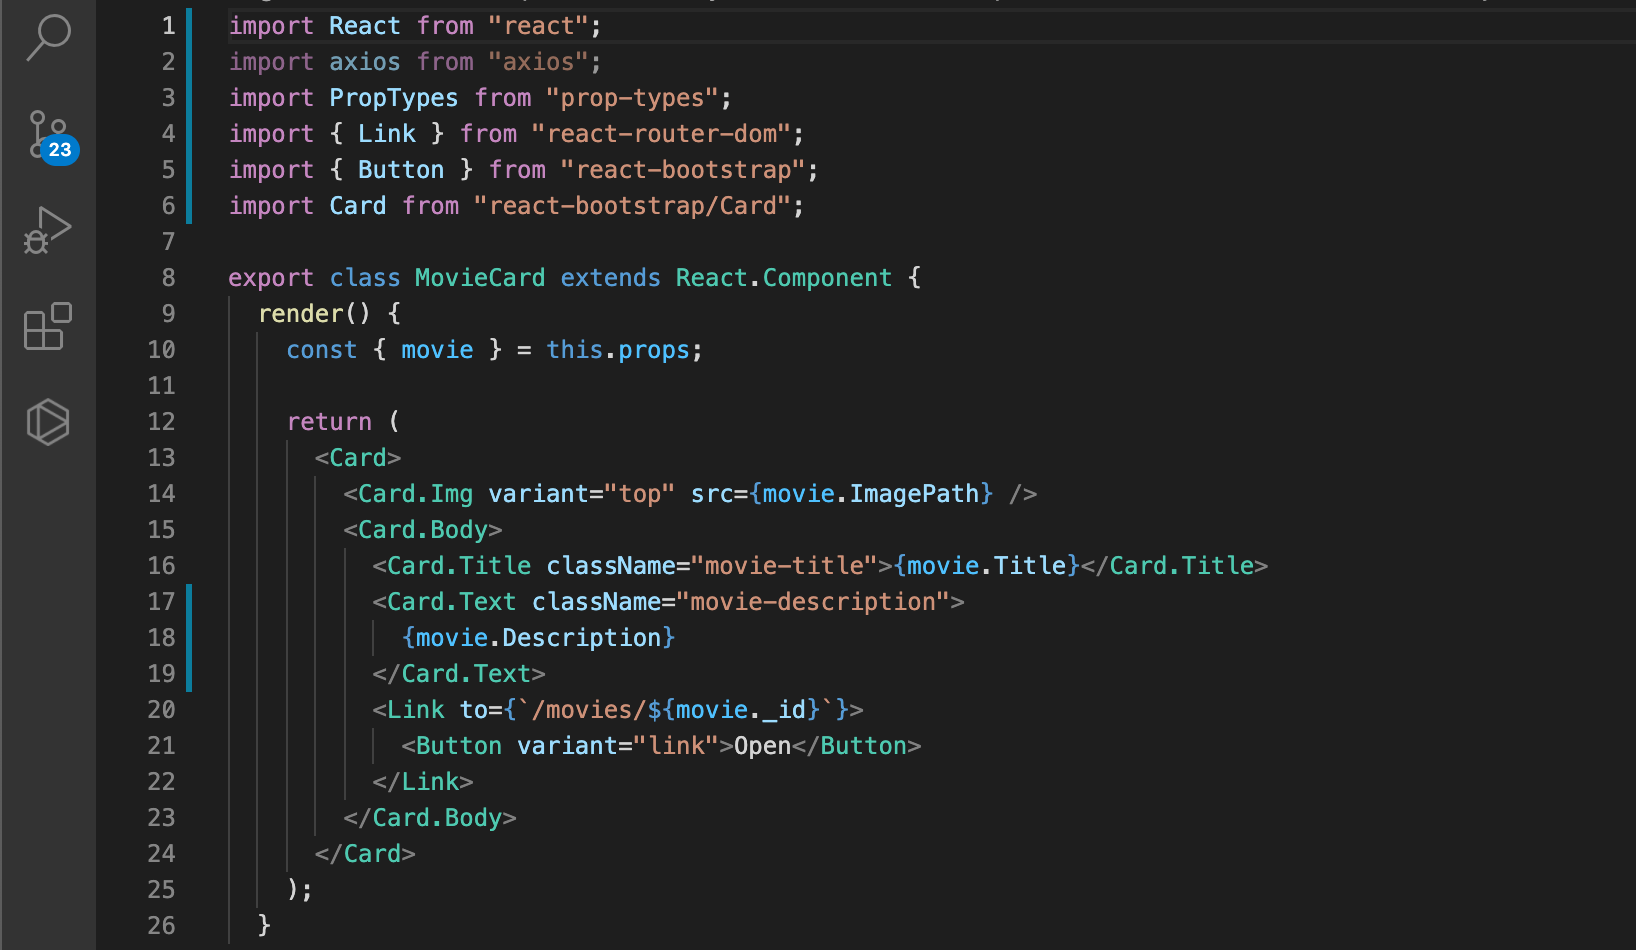 23
1 import React from "react";
2 import axios from "axios";
3 import PropTypes from "prop-types";
4 import { Link } from "react-router-dom";
5 import { Button } from "react-bootstrap";
6 import Card from "react-bootstrap/Card";
7
8 export class MovieCard extends React.Component {
9   render() {
10     const { movie } = this.props;
11
12     return (
13       <Card>
14         <Card.Img variant="top" src={movie.ImagePath} />
15         <Card.Body>
16           <Card.Title className="movie-title">{movie.Title}</Card.Title>
17           <Card.Text className="movie-description">
18             {movie.Description}
19           </Card.Text>
20           <Link to={`/movies/${movie._id}`}>
21             <Button variant="link">Open</Button>
22           </Link>
23         </Card.Body>
24       </Card>
25     );
26   }